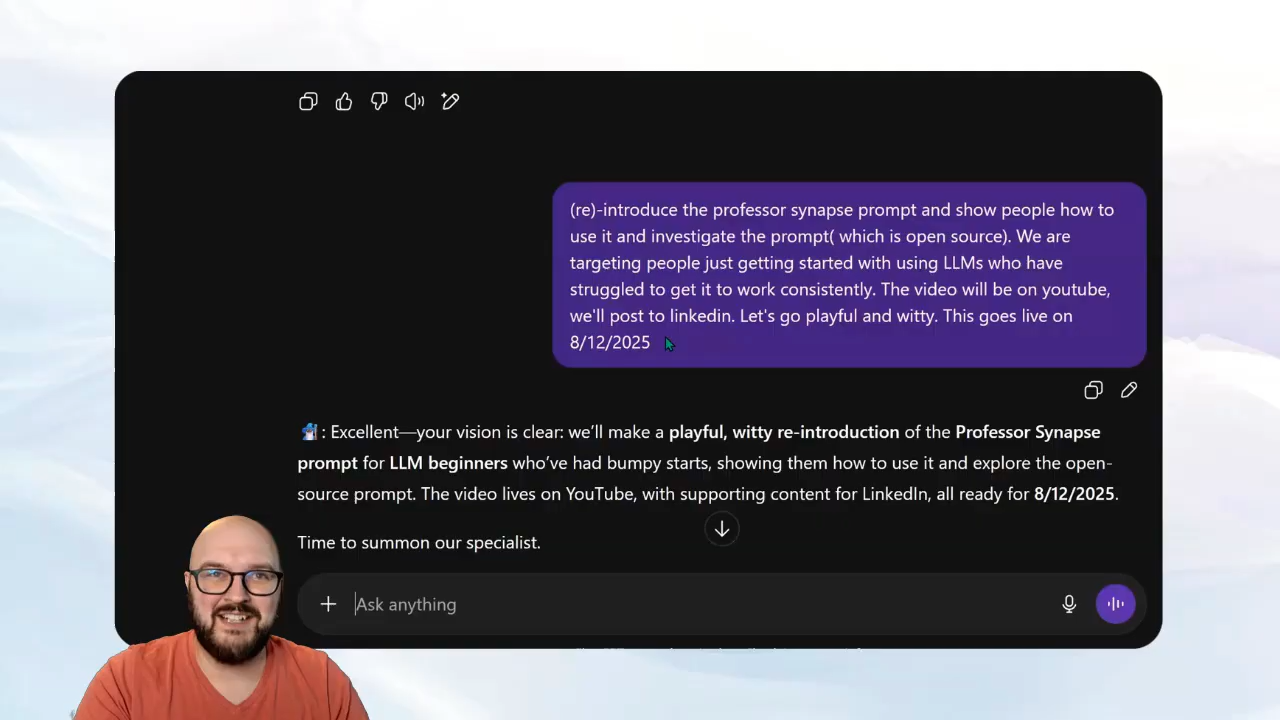 (re)-introduce the professor synapse prompt and show people how to
use it and investigate the prompt( which is open source). We are
targeting people just getting started with using LLMs who have
struggled to get it to work consistently. The video will be on youtube,
we'll post to linkedin. Let's go playful and witty. This goes live on
8/12/2025
: Excellent—your vision is clear: we’ll make a playful, witty re-introduction of the Professor Synapse
prompt for LLM beginners who’ve had bumpy starts, showing them how to use it and explore the open-
source prompt. The video lives on YouTube, with supporting content for LinkedIn, all ready for 8/12/2025.
Time to summon our specialist.
Ask anything